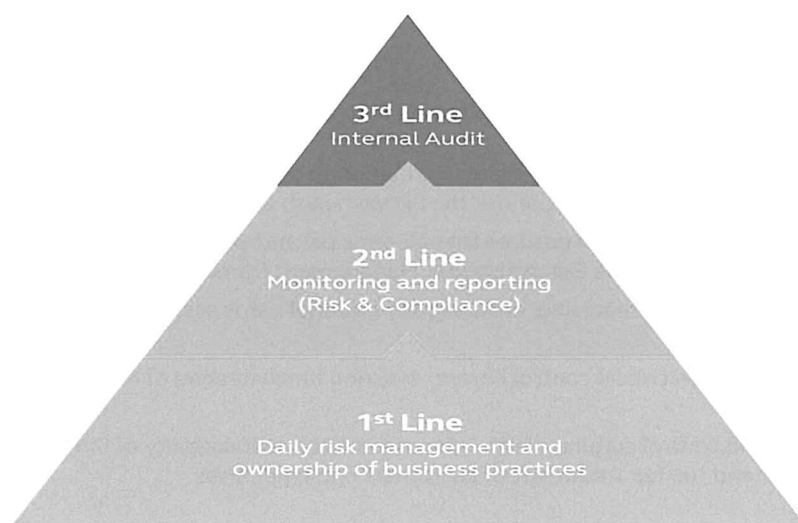 3rd Line
Internal Audit
2nd Line
Monitoring and reporting
(Risk & Compliance)
1st Line
Daily risk management and
ownership of business practices